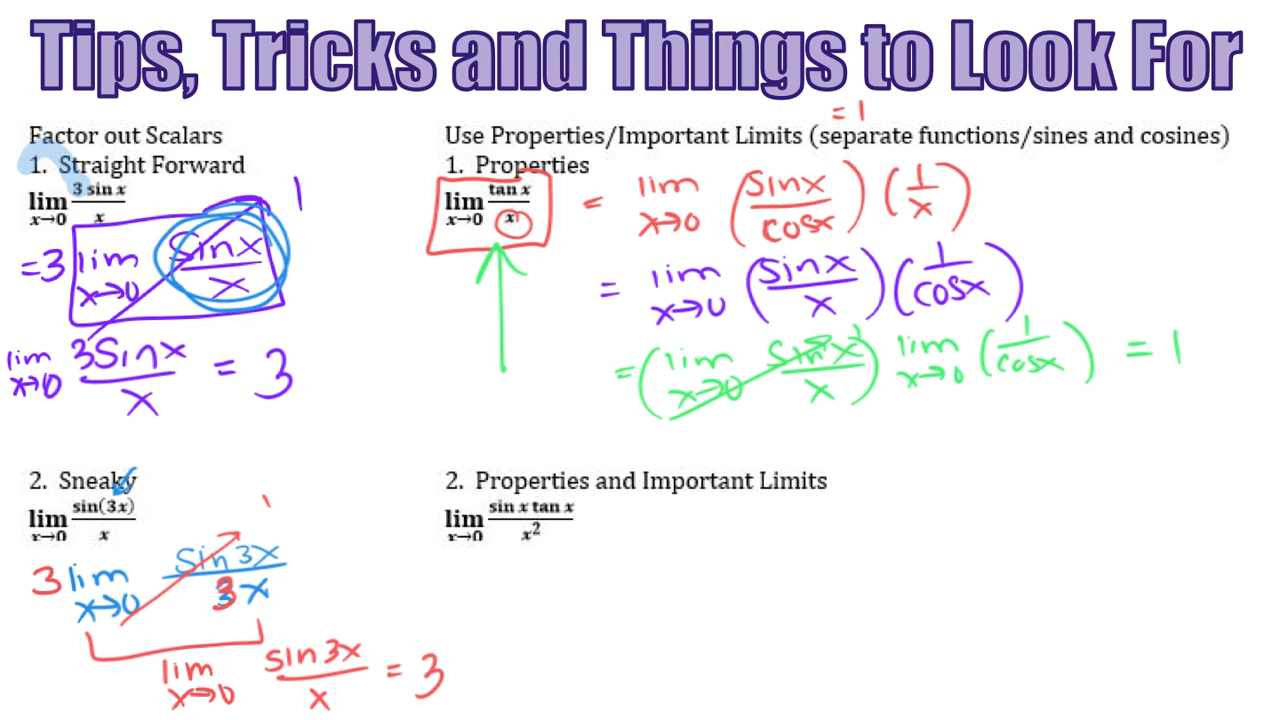 Tips, Tricks and Things to Look For
Factor out Scalars
1. Straight Forward
lim x→0 3 sin x / x
= 3 lim x→0 sin x / x 1
lim x→0 3 sin x / x = 3
2. Sneaky
lim x→0 sin(3x) / x
3 lim x→0 sin 3x / 3x 1
lim x→0 sin 3x / x = 3
= 1
Use Properties/Important Limits (separate functions/sines and cosines)
1. Properties
lim x→0 tan x / x = lim x→0 (sin x / cos x) (1 / x)
= lim x→0 (sin x / x) (1 / cos x)
= (lim x→0 sin x / x) 1 lim x→0 (1 / cos x) = 1
2. Properties and Important Limits
lim x→0 sin x tan x / x²